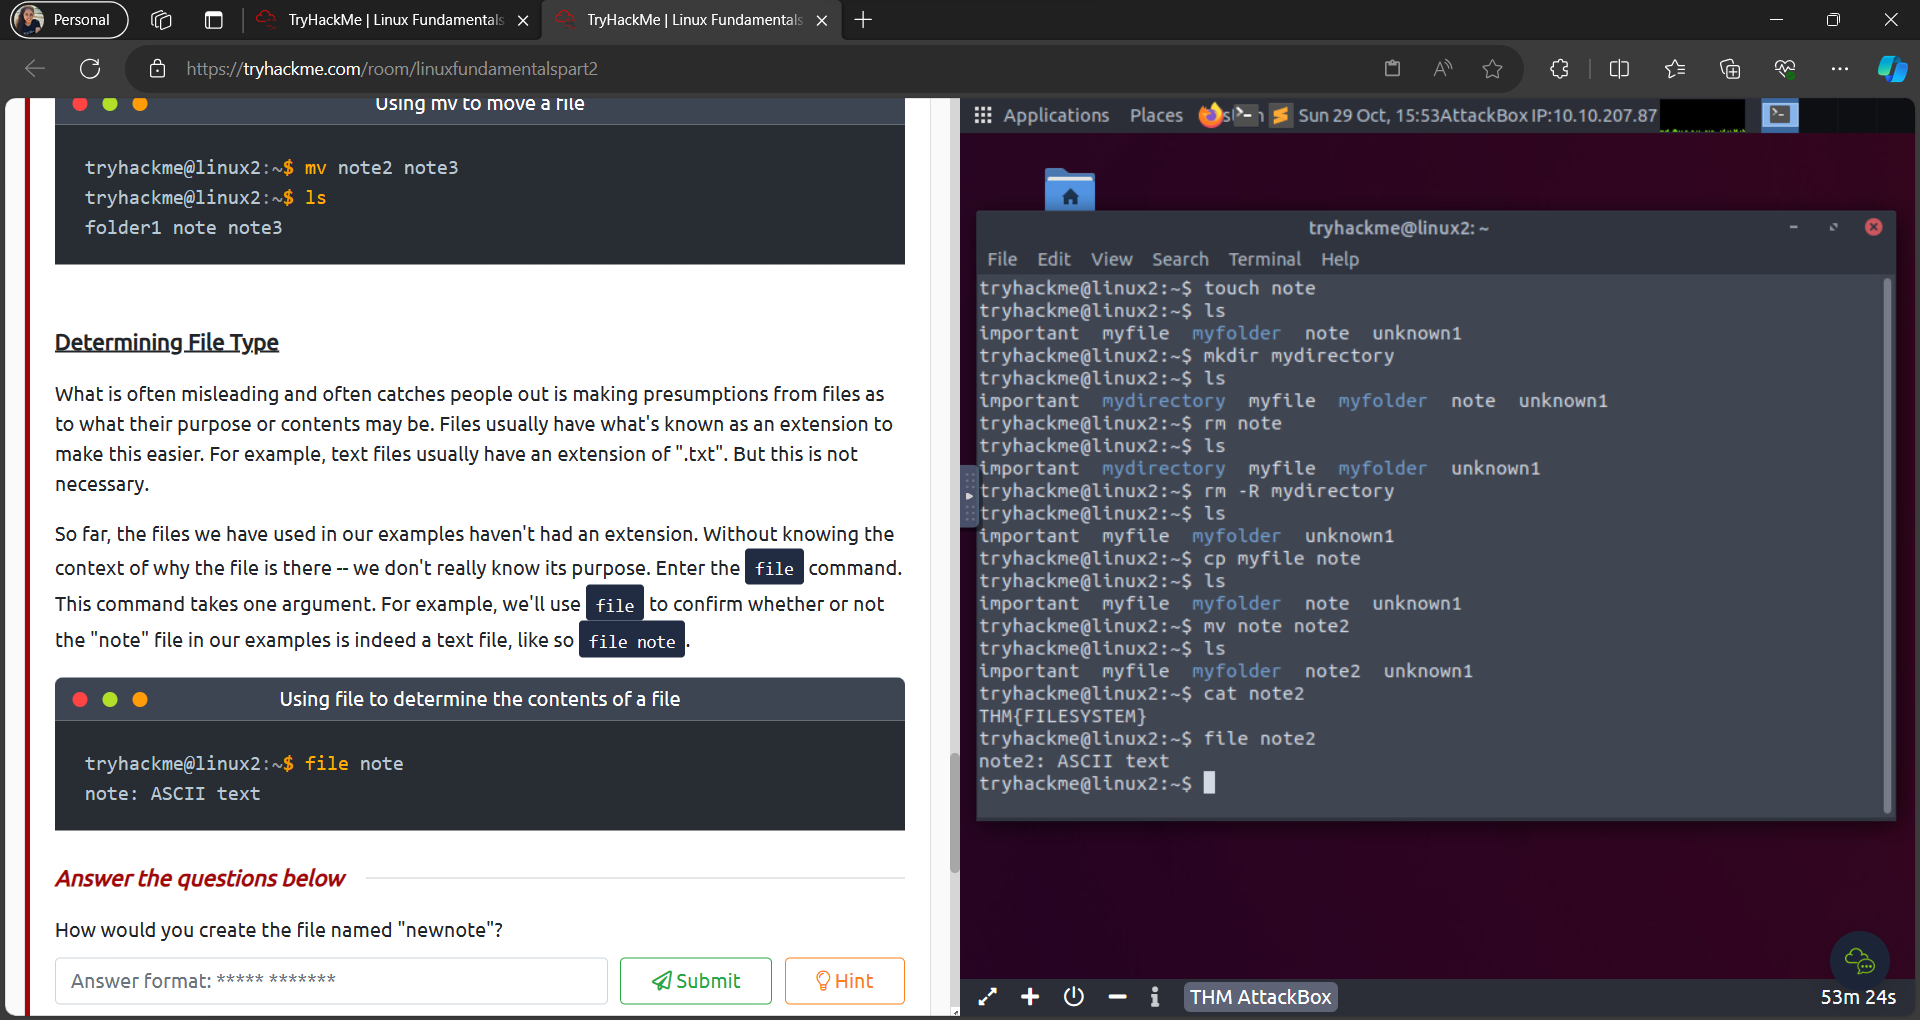 Personal
TryHackMe | Linux Fundamentals
TryHackMe | Linux Fundamentals
https://tryhackme.com/room/linuxfundamentalspart2
Using mv to move a file
tryhackme@linux2:~$ mv note2 note3
tryhackme@linux2:~$ ls
folder1 note note3
Determining File Type
What is often misleading and often catches people out is making presumptions from files as
to what their purpose or contents may be. Files usually have what's known as an extension to
make this easier. For example, text files usually have an extension of ".txt". But this is not
necessary.
So far, the files we have used in our examples haven't had an extension. Without knowing the
context of why the file is there -- we don't really know its purpose. Enter the file command.
This command takes one argument. For example, we'll use file to confirm whether or not
the "note" file in our examples is indeed a text file, like so file note.
Using file to determine the contents of a file
tryhackme@linux2:~$ file note
note: ASCII text
Answer the questions below
How would you create the file named "newnote"?
Answer format: ***** *******
Submit
Hint
Applications Places Sun 29 Oct, 15:53 AttackBox IP:10.10.207.87
tryhackme@linux2: ~
File Edit View Search Terminal Help
tryhackme@linux2:~$ touch note
tryhackme@linux2:~$ ls
important myfile myfolder note unknown1
tryhackme@linux2:~$ mkdir mydirectory
tryhackme@linux2:~$ ls
important mydirectory myfile myfolder note unknown1
tryhackme@linux2:~$ rm note
tryhackme@linux2:~$ ls
important mydirectory myfile myfolder unknown1
tryhackme@linux2:~$ rm -R mydirectory
tryhackme@linux2:~$ ls
important myfile myfolder unknown1
tryhackme@linux2:~$ cp myfile note
tryhackme@linux2:~$ ls
important myfile myfolder note unknown1
tryhackme@linux2:~$ mv note note2
tryhackme@linux2:~$ ls
important myfile myfolder note2 unknown1
tryhackme@linux2:~$ cat note2
THM{FILESYSTEM}
tryhackme@linux2:~$ file note2
note2: ASCII text
tryhackme@linux2:~$
THM AttackBox
53m 24s